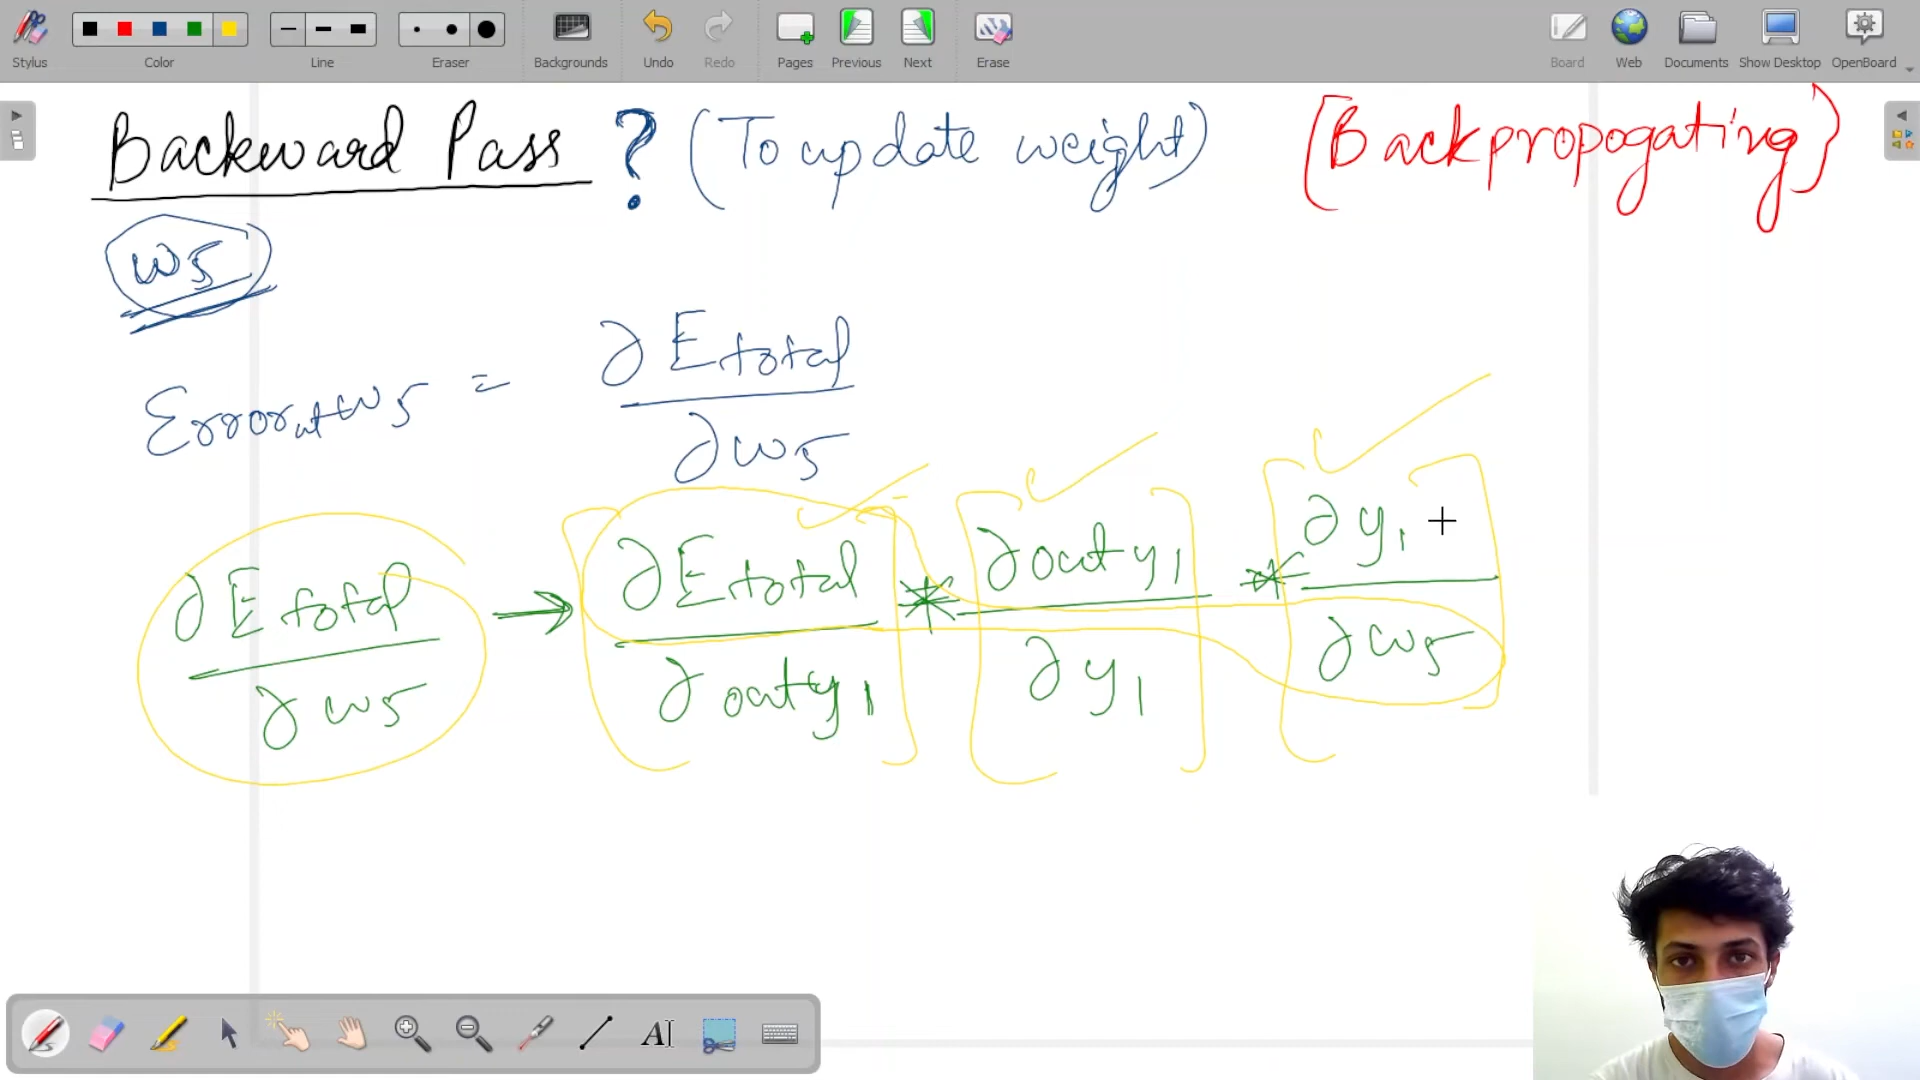 Stylus Color Line Eraser Backgrounds Undo Redo Pages Previous Next Erase Board Web Documents Show Desktop OpenBoard
Backward Pass ? (To update weight) [Backpropogating}
w5
Error at w5 = ∂Etotal / ∂w5
∂Etotal / ∂w5 → ∂Etotal / ∂outy1 * ∂outy1 / ∂y1 * ∂y1 / ∂w5
AI